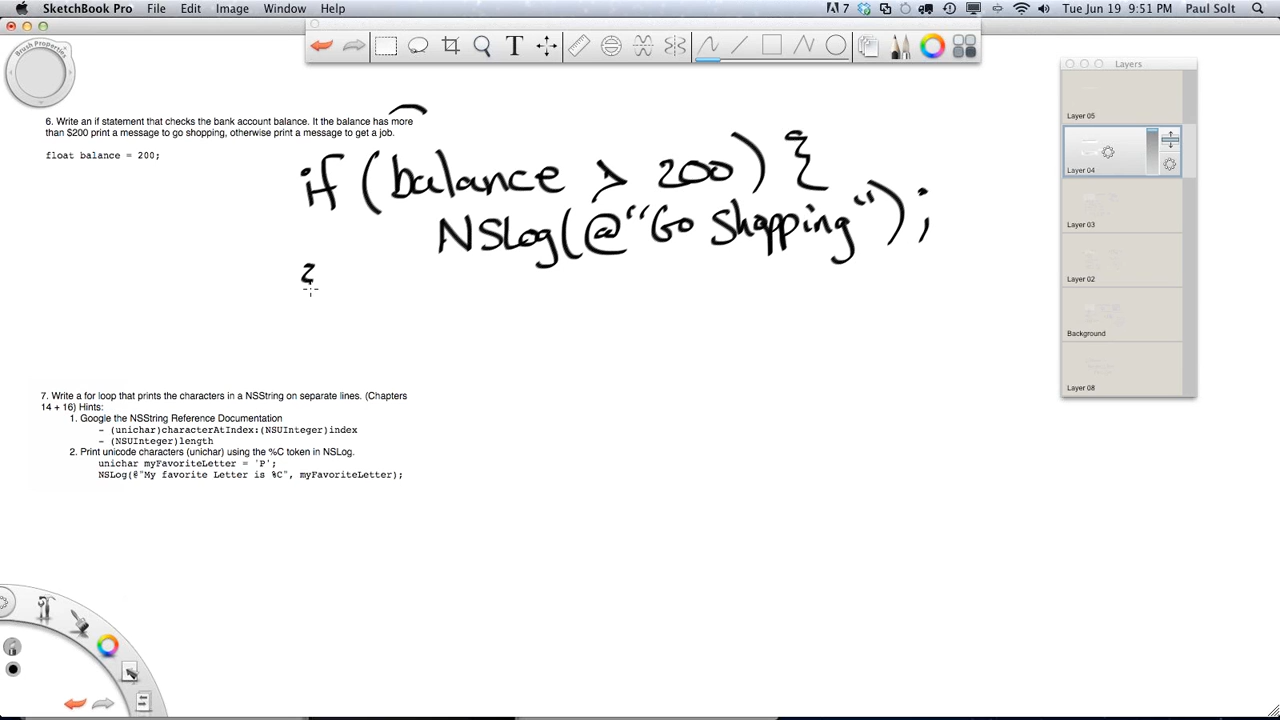 SketchBook Pro File Edit Image Window Help 7 Tue Jun 19 9:51 PM Paul Solt
Brush Properties
Layers
Layer 05
Layer 04
Layer 03
Layer 02
Background
Layer 08
6. Write an if statement that checks the bank account balance. It the balance has more
than $200 print a message to go shopping, otherwise print a message to get a job.
float balance = 200;
if (balance > 200) {
NSLog(@"Go Shopping");
7. Write a for loop that prints the characters in a NSString on separate lines. (Chapters
14 + 16) Hints:
1. Google the NSString Reference Documentation
- (unichar)characterAtIndex:(NSUInteger)index
- (NSUInteger)length
2. Print unicode characters (unichar) using the %C token in NSLog.
unichar myFavoriteLetter = 'P';
NSLog(@"My favorite Letter is %C", myFavoriteLetter);